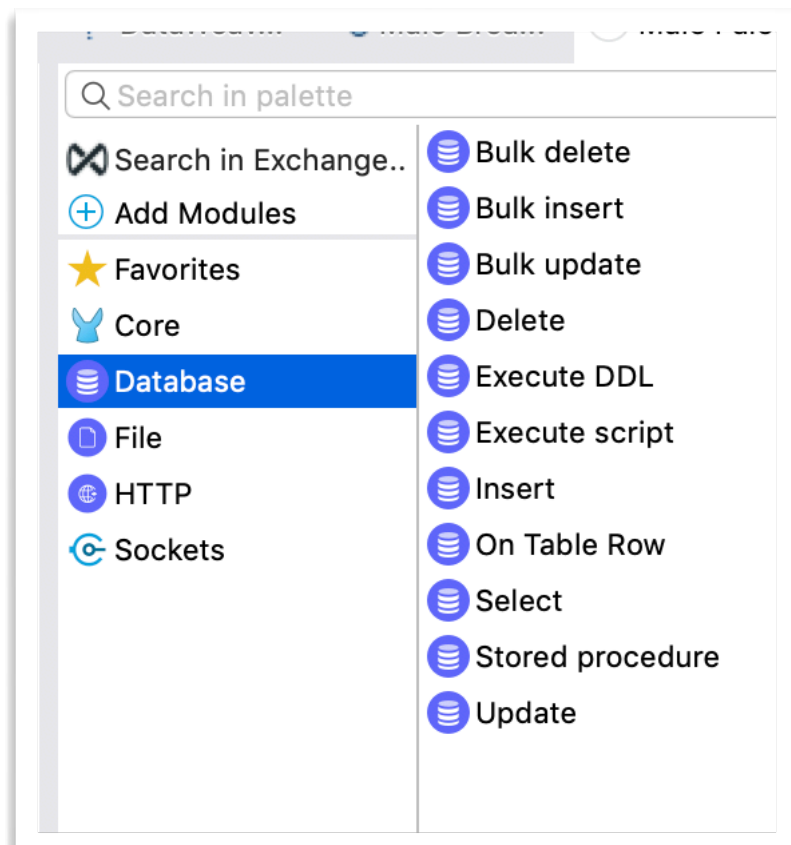 Search in palette
Search in Exchange..
Add Modules
Favorites
Core
Database
File
HTTP
Sockets
Bulk delete
Bulk insert
Bulk update
Delete
Execute DDL
Execute script
Insert
On Table Row
Select
Stored procedure
Update